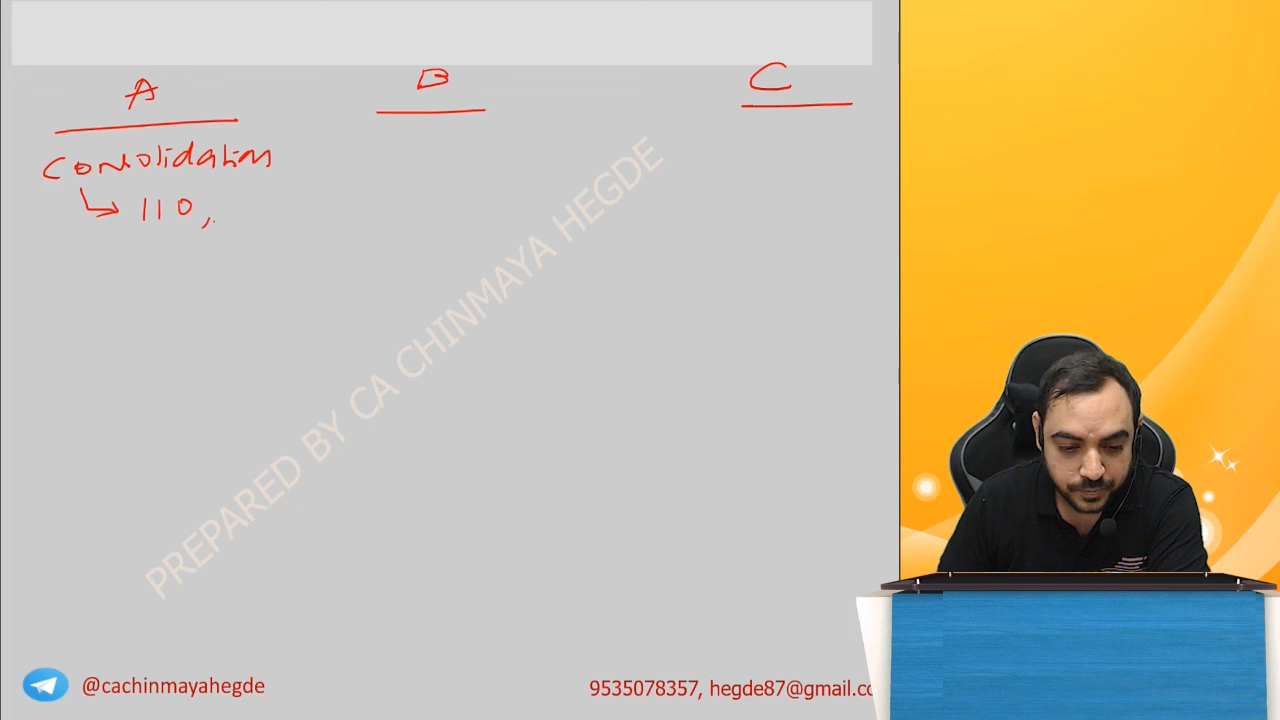 A
B
C
Consolidation
↳ 110,
PREPARED BY CA CHINMAYA HEGDE
@cachinmayahegde
9535078357, hegde87@gmail.co